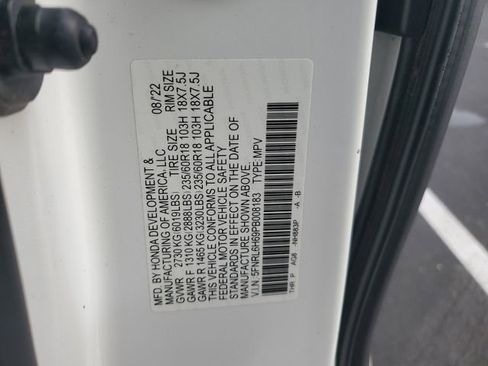 MFD. BY HONDA DEVELOPMENT & 08/22
MANUFACTURING OF AMERICA, LLC
TIRE SIZE RIM SIZE
GVWR 2730 KG(6019LBS)
GAWR F 1310 KG(2888LBS) 235/60R18 103H 18X7.5J
GAWR R 1465 KG(3230LBS) 235/60R18 103H 18X7.5J
THIS VEHICLE CONFORMS TO ALL APPLICABLE
FEDERAL MOTOR VEHICLE SAFETY
STANDARDS IN EFFECT ON THE DATE OF
MANUFACTURE SHOWN ABOVE.
V.I.N. 5FNRL6H69PB008183 TYPE: MPV
THR P AG6 -NH883P -A -B